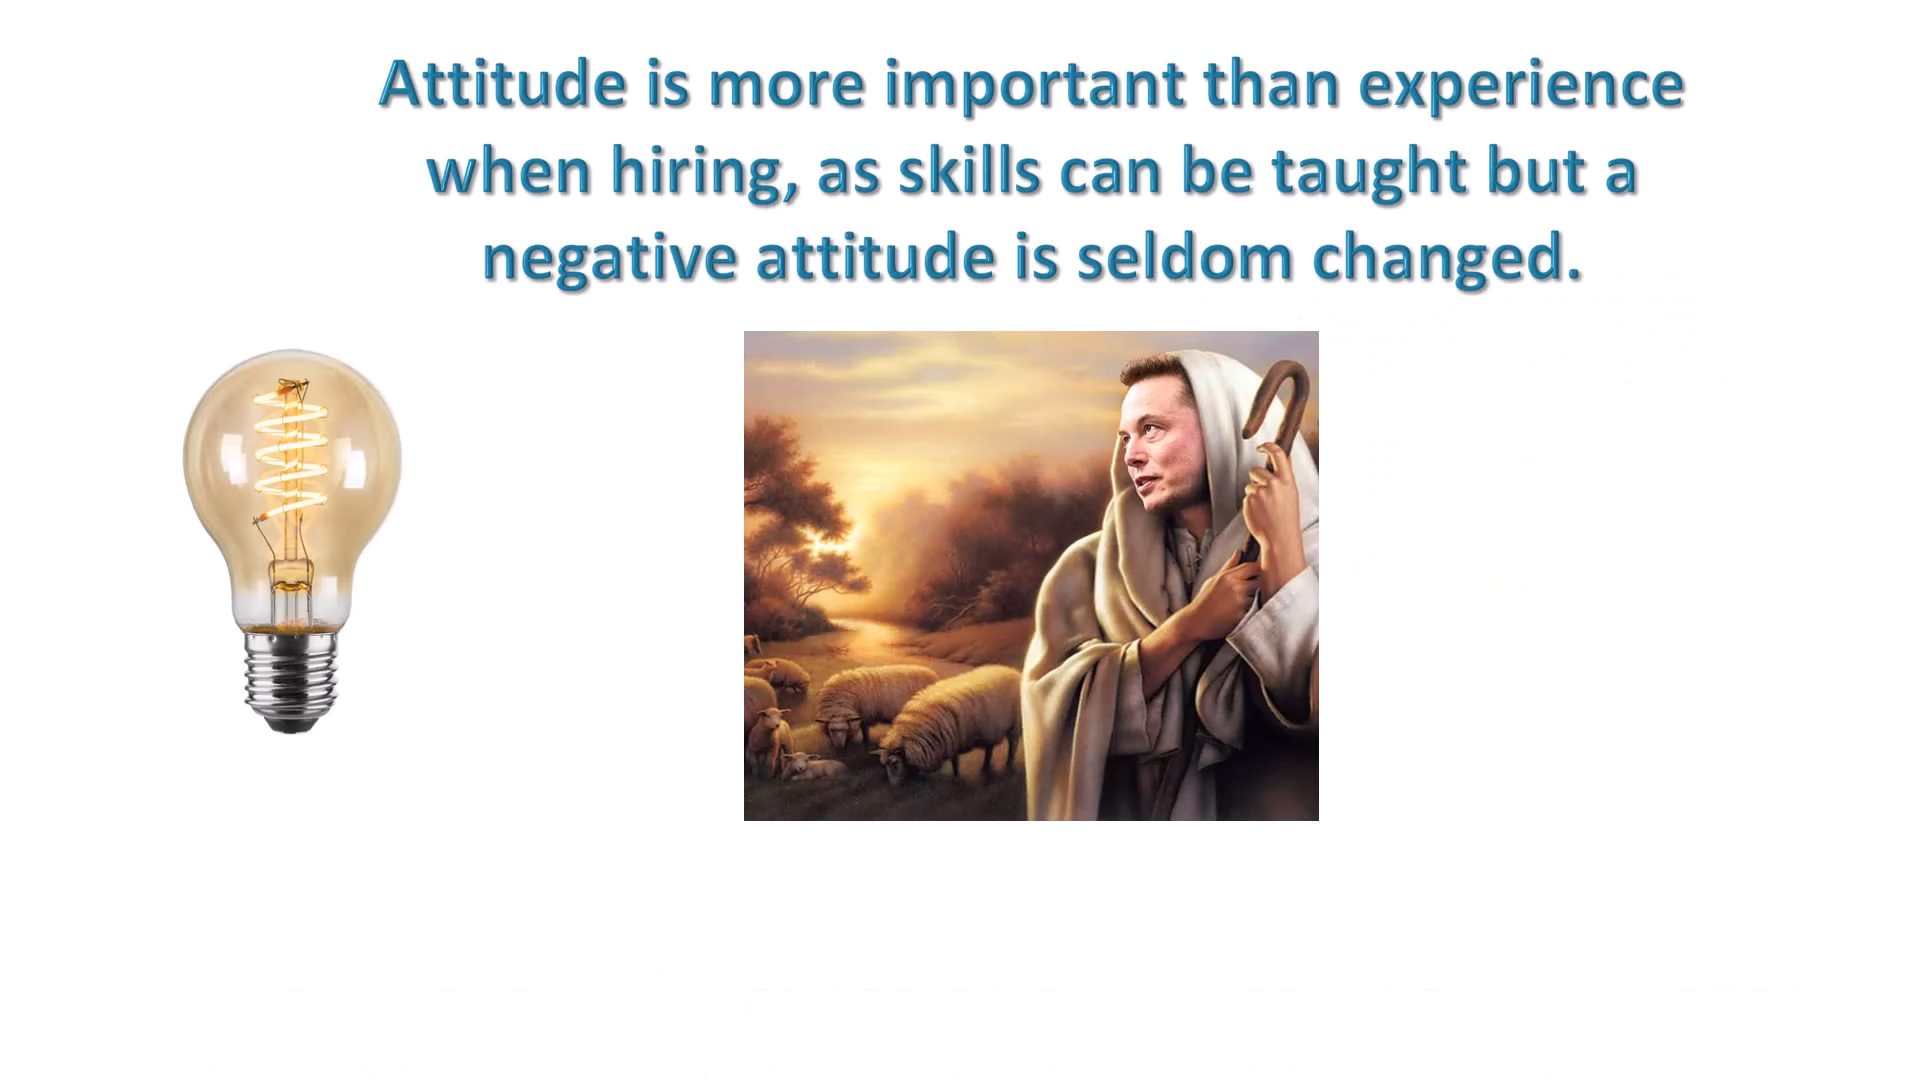 Attitude is more important than experience
when hiring, as skills can be taught but a
negative attitude is seldom changed.